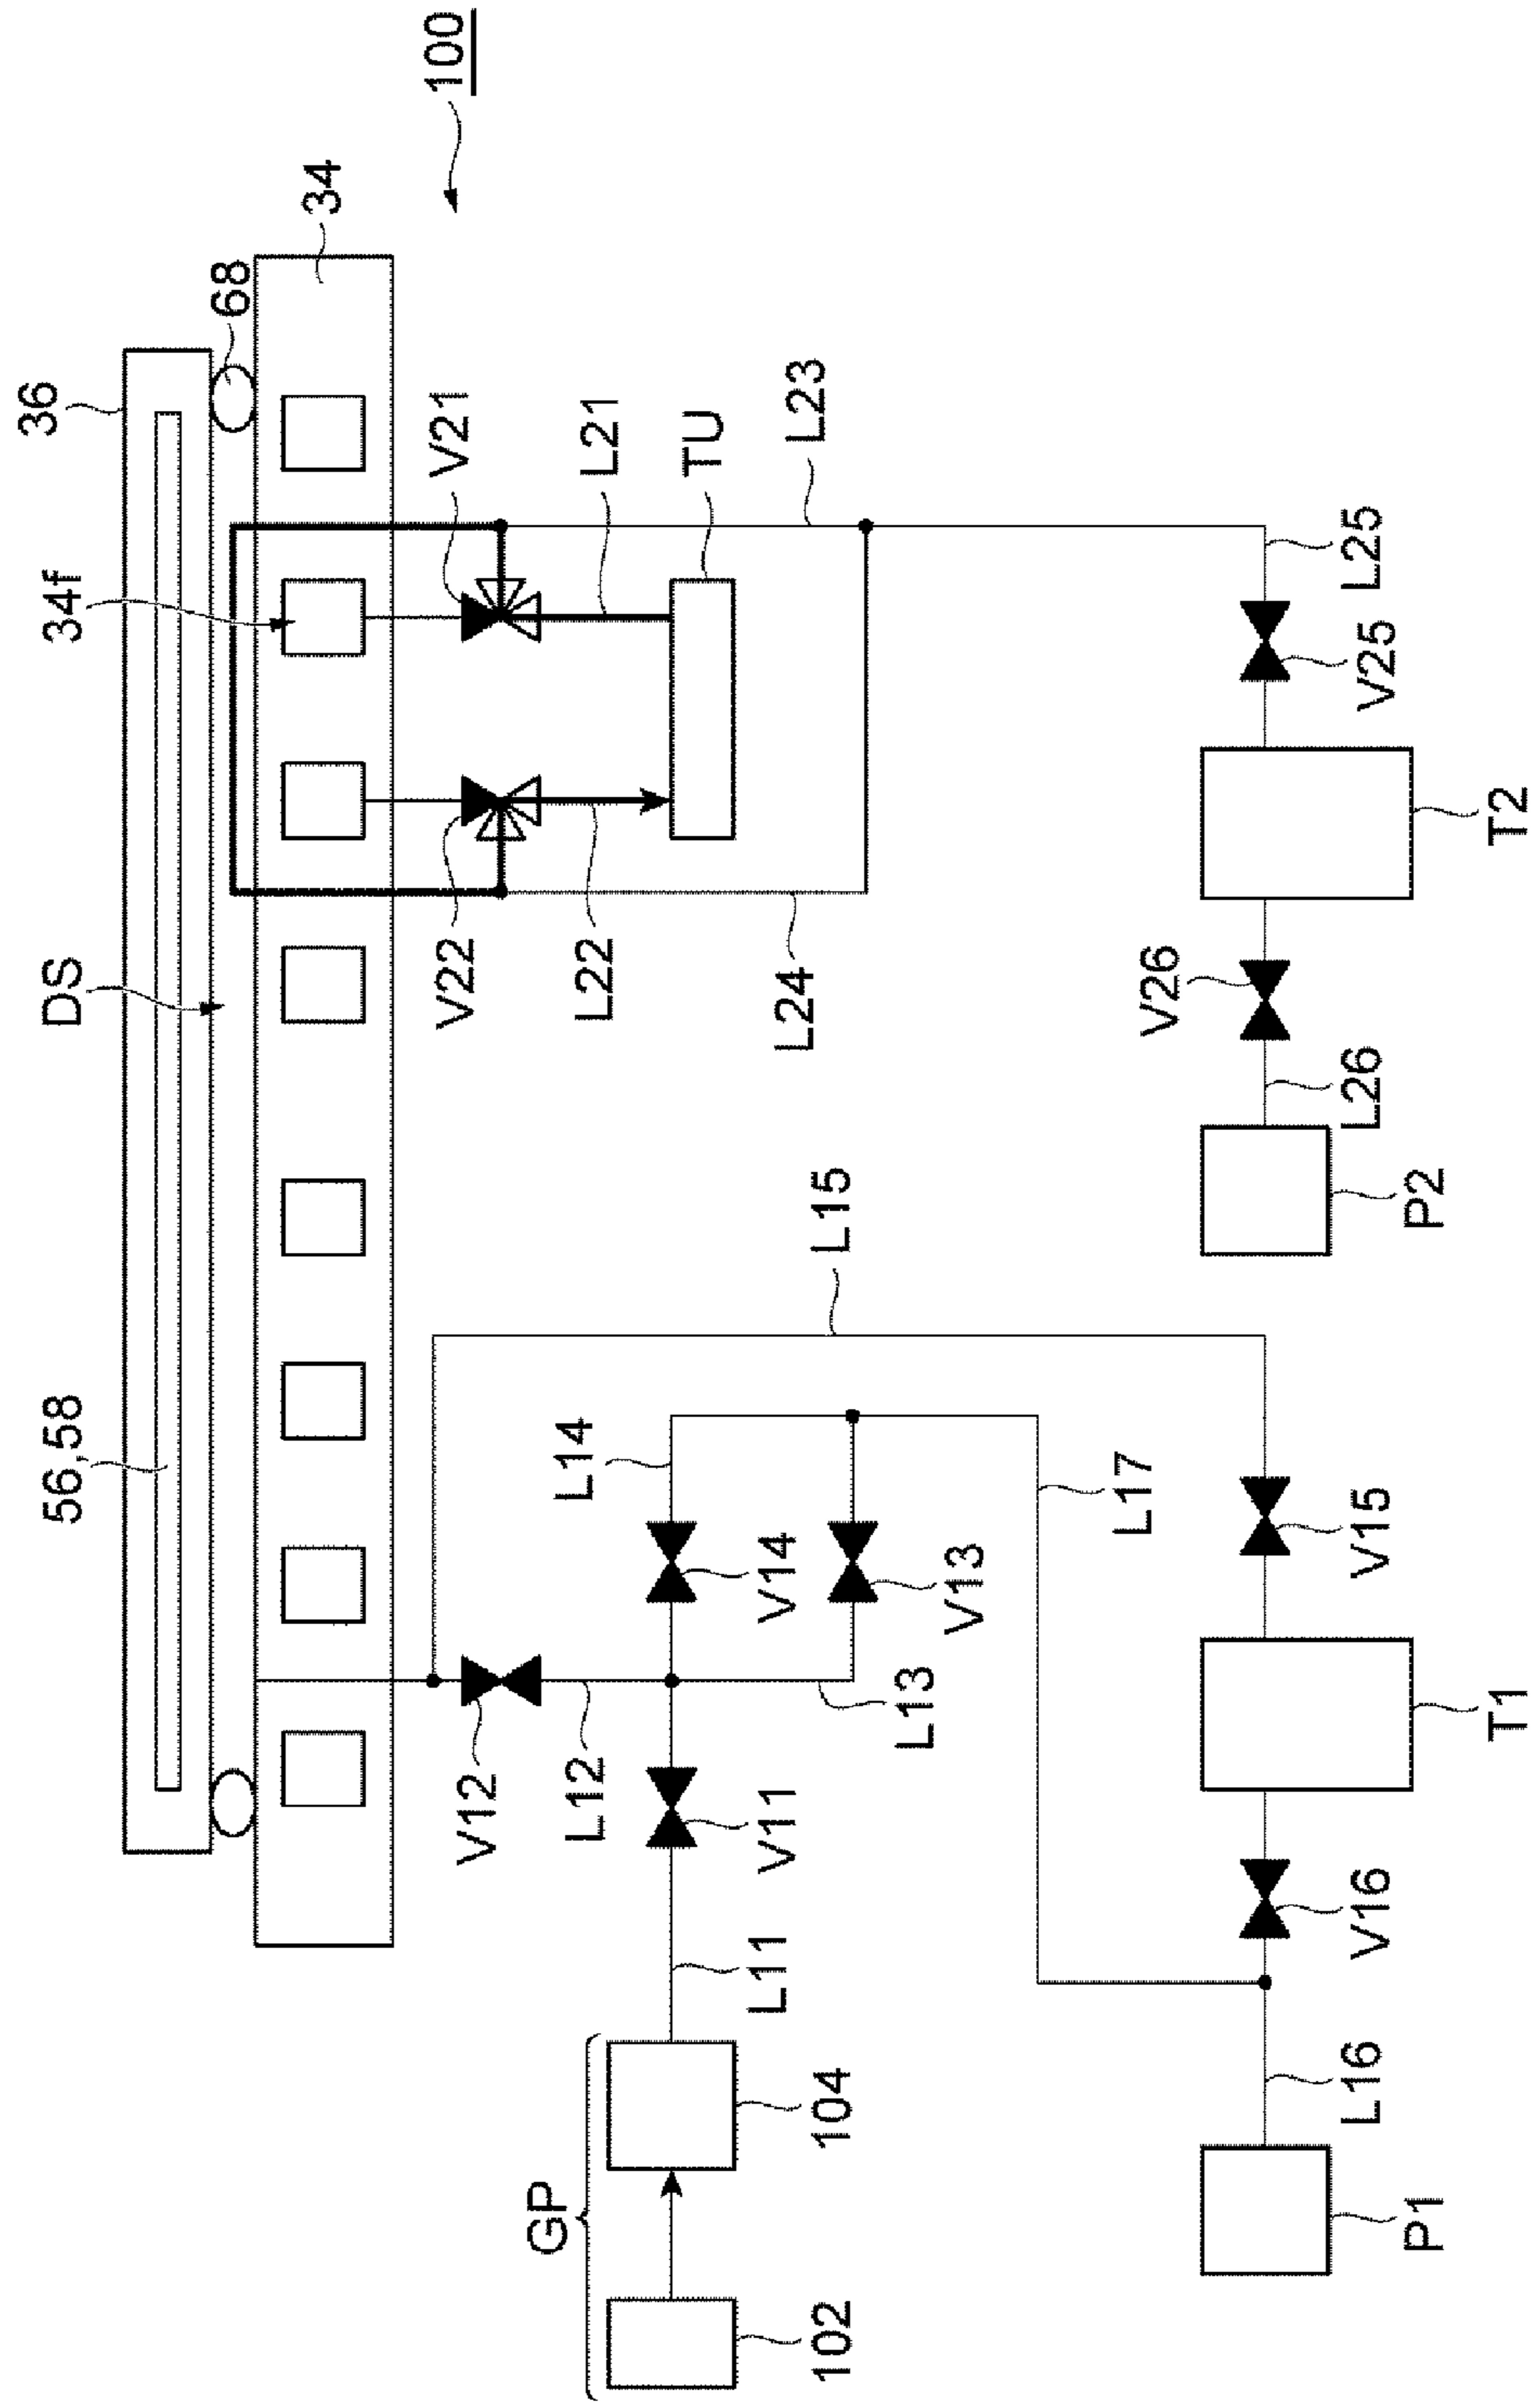 100
36
68
34
56,58
DS
34f
V21
V22
L21
L22
TU
L23
L24
L25
V25
T2
V26
L26
P2
L15
L14
V14
V13
L13
V12
L12
V11
L11
L17
V15
T1
V16
L16
P1
GP
102
104